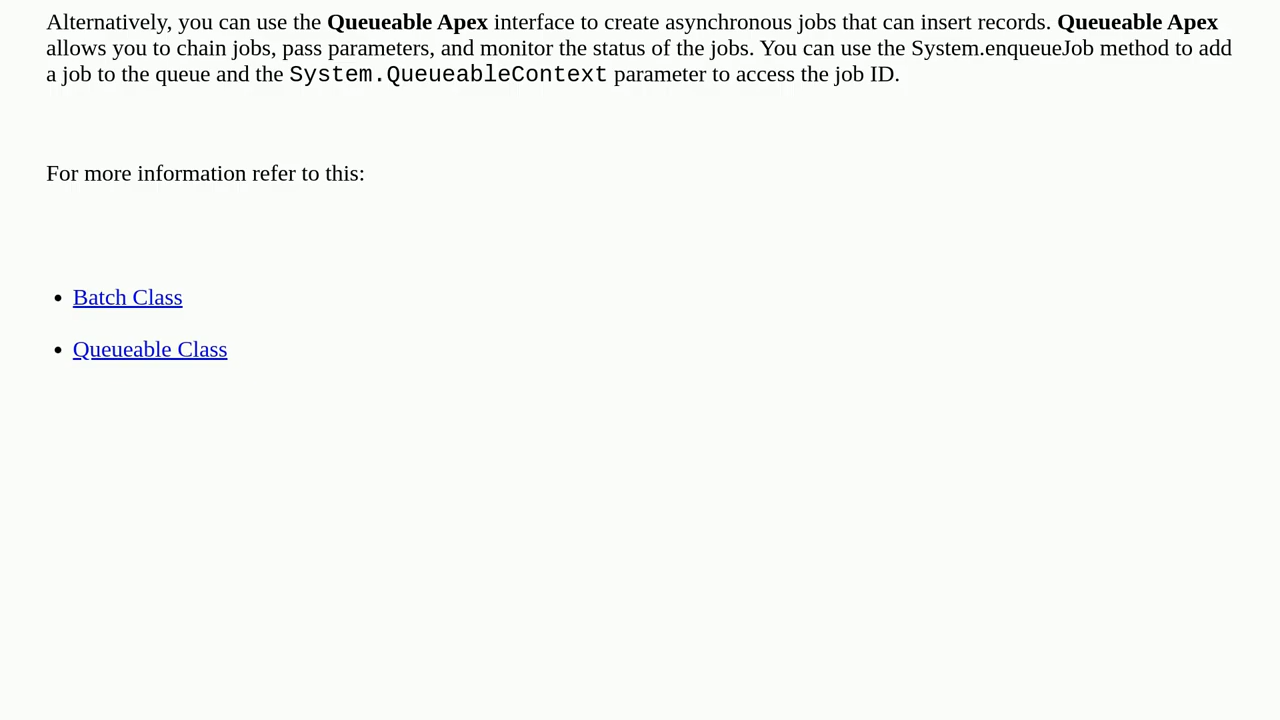 Alternatively, you can use the Queueable Apex interface to create asynchronous jobs that can insert records. Queueable Apex
allows you to chain jobs, pass parameters, and monitor the status of the jobs. You can use the System.enqueueJob method to add
a job to the queue and the System.QueueableContext parameter to access the job ID.
For more information refer to this:
• Batch Class
• Queueable Class